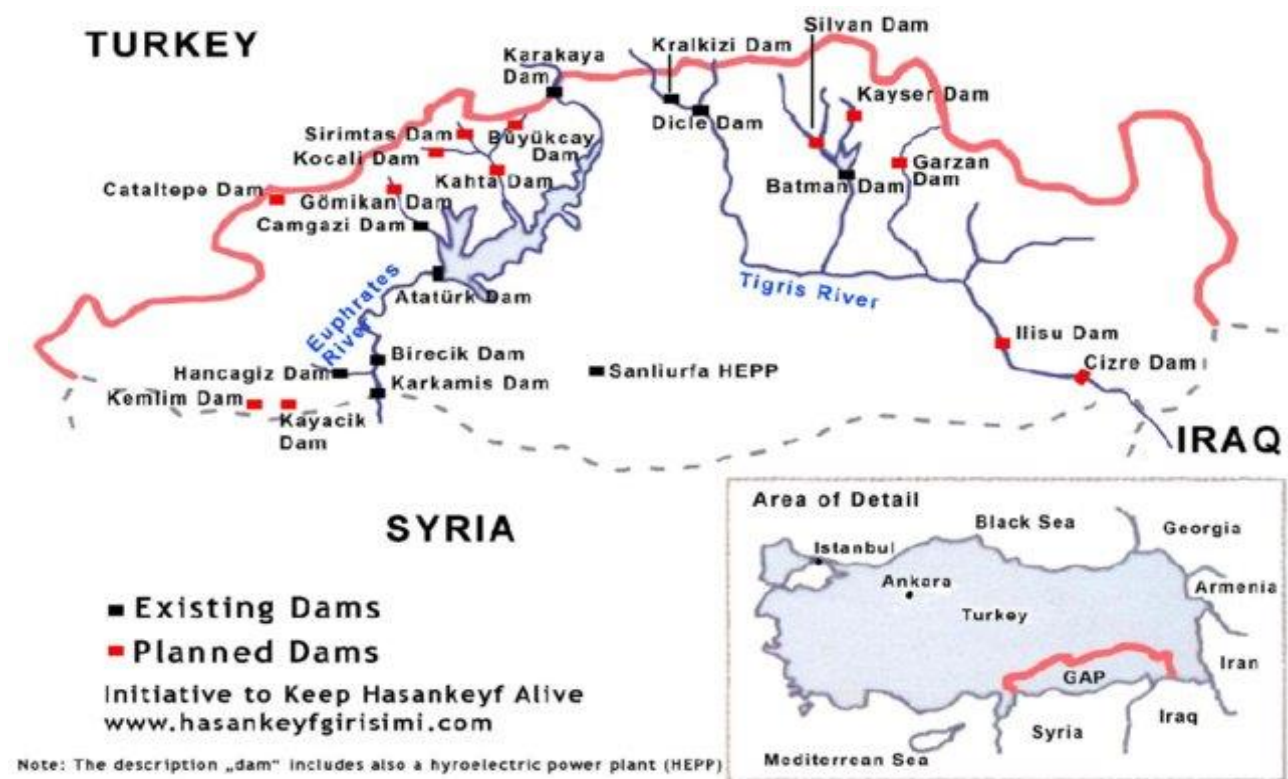 TURKEY
Silvan Dam
Kralkizi Dam
Karakaya
Dam
Kayser Dam
Dicle Dam
Sirimtas Dam
Büyükcay
Dam
Kocali Dam
Garzan
Dam
Kahta Dam
Batman Dam
Cataltepe Dam
Gömikan Dam
Camgazi Dam
Tigris River
Atatürk Dam
Euphrates
River
Ilisu Dam
Birecik Dam
Cizre Dam
Hancagiz Dam
Sanliurfa HEPP
Karkamis Dam
Kemlim Dam
Kayacik
Dam
IRAQ
SYRIA
Area of Detail
Black Sea
Georgia
Istanbul
Ankara
Armenia
Turkey
Iran
GAP
Iraq
Syria
Mediterrean Sea
Existing Dams
Planned Dams
Initiative to Keep Hasankeyf Alive
www.hasankeyfgirisimi.com
Note: The description „dam“ includes also a hyroelectric power plant (HEPP)